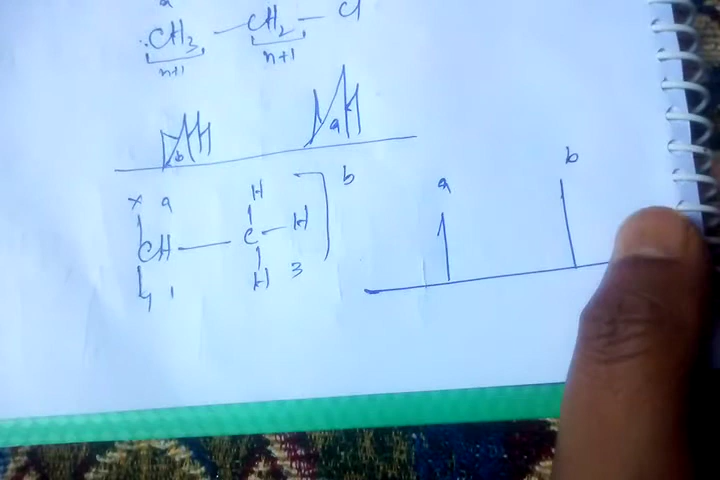 a
CH3 — CH2 — Cl
n+1 n+1
b a
x a H b
CH — C — H
y 1 H 3
a b